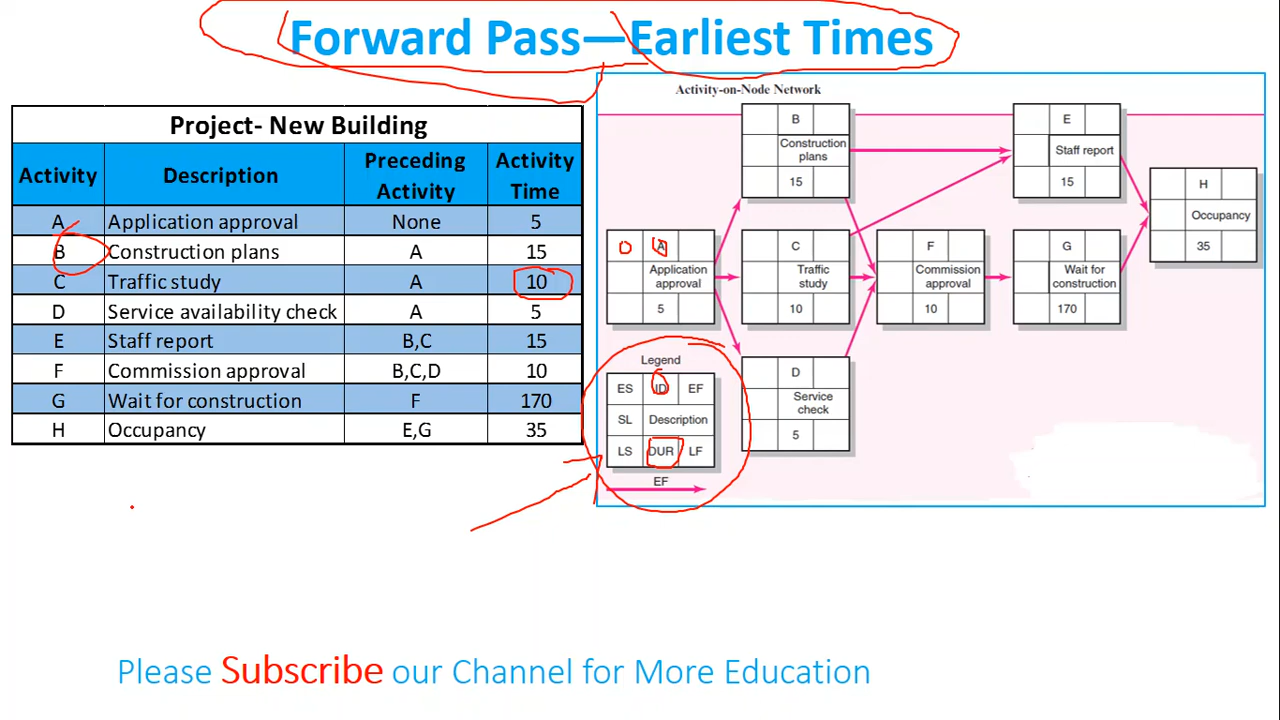 Forward Pass—Earliest Times
Project- New Building
Activity Description Preceding Activity Activity Time
A Application approval None 5
B Construction plans A 15
C Traffic study A 10
D Service availability check A 5
E Staff report B,C 15
F Commission approval B,C,D 10
G Wait for construction F 170
H Occupancy E,G 35
Activity-on-Node Network
B
Construction
plans
15
E
Staff report
15
H
Occupancy
35
0 A
Application
approval
5
C
Traffic
study
10
F
Commission
approval
10
G
Wait for
construction
170
D
Service
check
5
Legend
ES ID EF
SL Description
LS DUR LF
EF
Please Subscribe our Channel for More Education